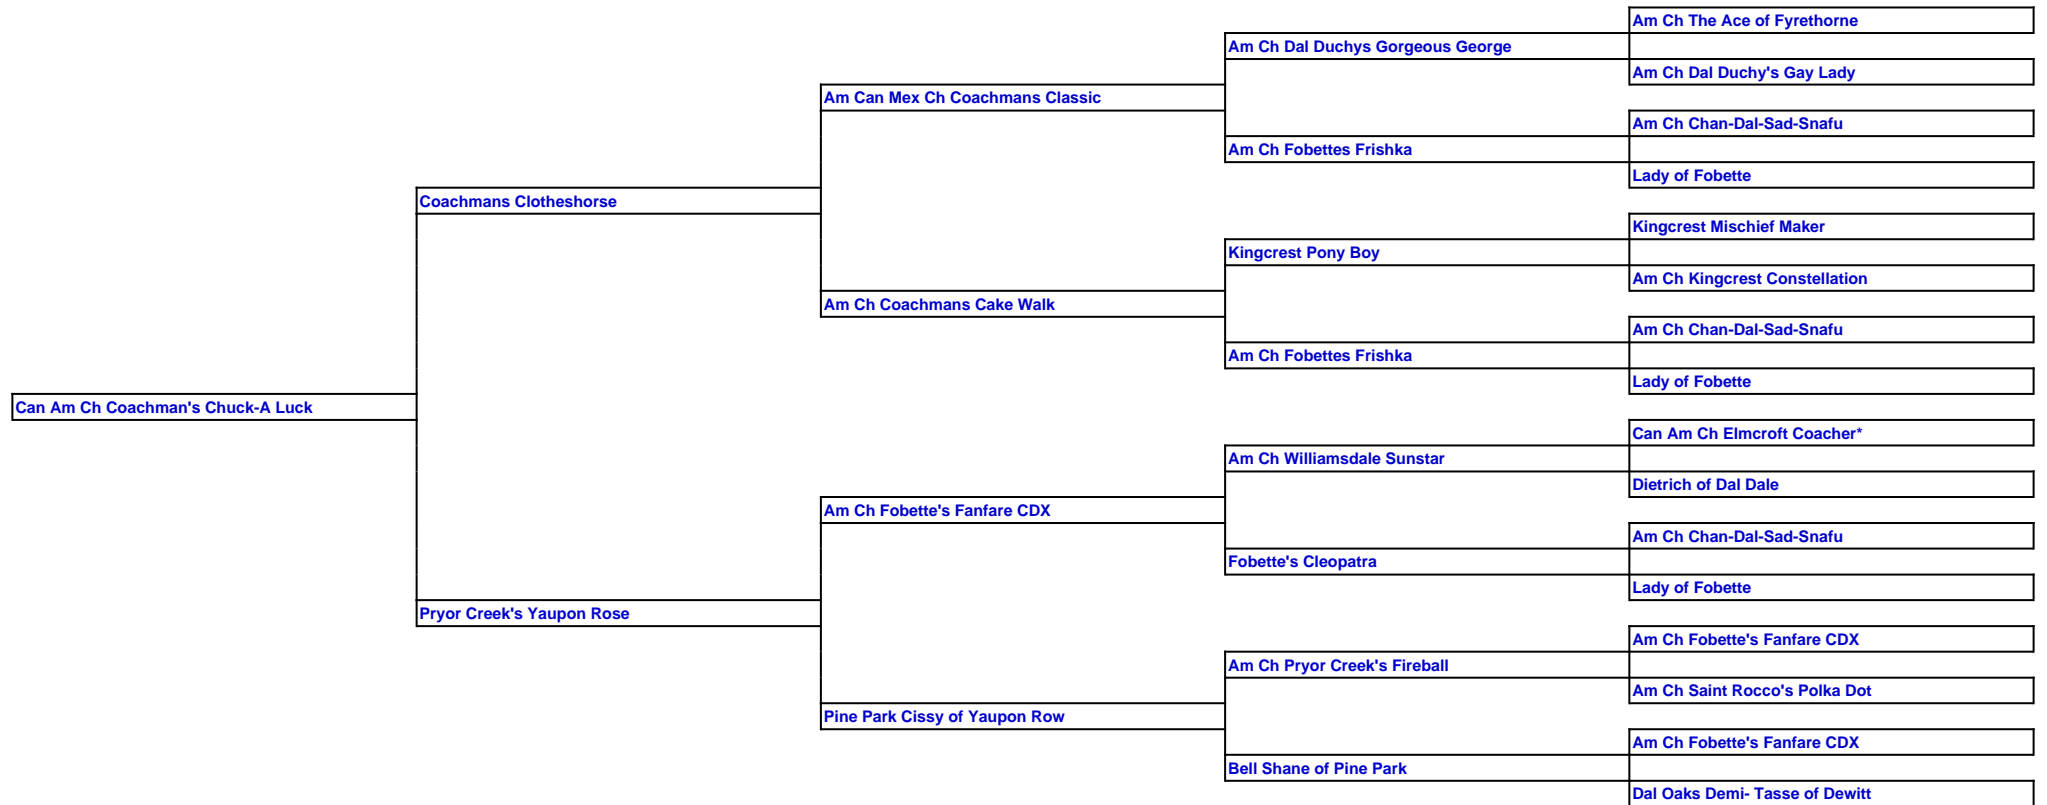 Am Ch The Ace of Fyrethorne
Am Ch Dal Duchys Gorgeous George
Am Ch Dal Duchy's Gay Lady
Am Can Mex Ch Coachmans Classic
Am Ch Chan-Dal-Sad-Snafu
Am Ch Fobettes Frishka
Lady of Fobette
Coachmans Clotheshorse
Kingcrest Mischief Maker
Kingcrest Pony Boy
Am Ch Kingcrest Constellation
Am Ch Coachmans Cake Walk
Am Ch Chan-Dal-Sad-Snafu
Am Ch Fobettes Frishka
Lady of Fobette
Can Am Ch Coachman's Chuck-A Luck
Can Am Ch Elmcroft Coacher*
Am Ch Williamsdale Sunstar
Dietrich of Dal Dale
Am Ch Fobette's Fanfare CDX
Am Ch Chan-Dal-Sad-Snafu
Fobette's Cleopatra
Lady of Fobette
Pryor Creek's Yaupon Rose
Am Ch Fobette's Fanfare CDX
Am Ch Pryor Creek's Fireball
Am Ch Saint Rocco's Polka Dot
Pine Park Cissy of Yaupon Row
Am Ch Fobette's Fanfare CDX
Bell Shane of Pine Park
Dal Oaks Demi- Tasse of Dewitt